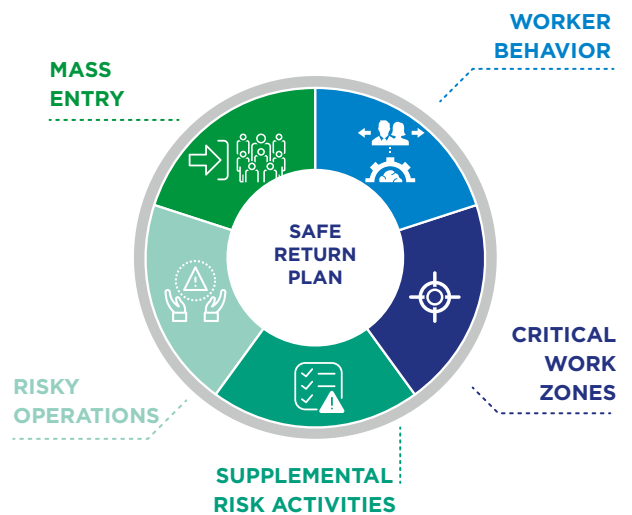 WORKER
BEHAVIOR
MASS
ENTRY
SAFE
RETURN
PLAN
CRITICAL
WORK
ZONES
RISKY
OPERATIONS
SUPPLEMENTAL
RISK ACTIVITIES